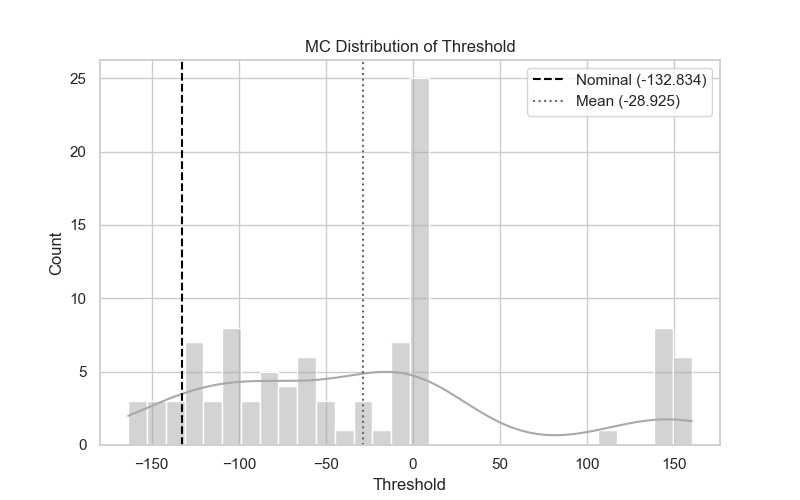 MC Distribution of Threshold
Nominal (-132.834)
Mean (-28.925)
25
20
15
10
5
0
Count
−150
−100
−50
0
50
100
150
Threshold